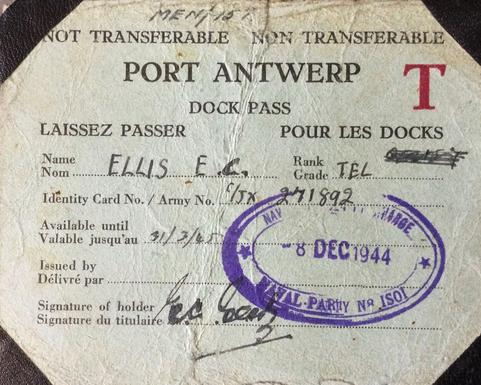 NOT TRANSFERABLE NON TRANSFERABLE
PORT ANTWERP T
DOCK PASS
LAISSEZ PASSER POUR LES DOCKS
Name
Nom ELLIS E.C. Rank
Grade TEL
Identity Card No. / Army No. C/JX 271892
Available until
Valable jusqu'au 31/3/45
Issued by
Délivré par
Signature of holder
Signature du titulaire
NAV CHARGE
-8 DEC 1944
NAVAL-PARTY No 1501